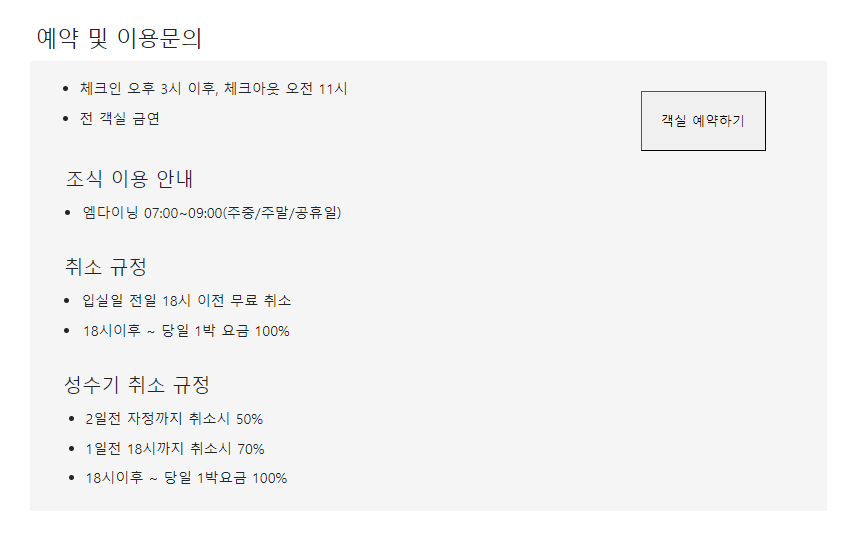 예약 및 이용문의
• 체크인 오후 3시 이후, 체크아웃 오전 11시
• 전 객실 금연
객실 예약하기
조식 이용 안내
• 엠다이닝 07:00~09:00(주중/주말/공휴일)
취소 규정
• 입실일 전일 18시 이전 무료 취소
• 18시이후 ~ 당일 1박 요금 100%
성수기 취소 규정
• 2일전 자정까지 취소시 50%
• 1일전 18시까지 취소시 70%
• 18시이후 ~ 당일 1박요금 100%